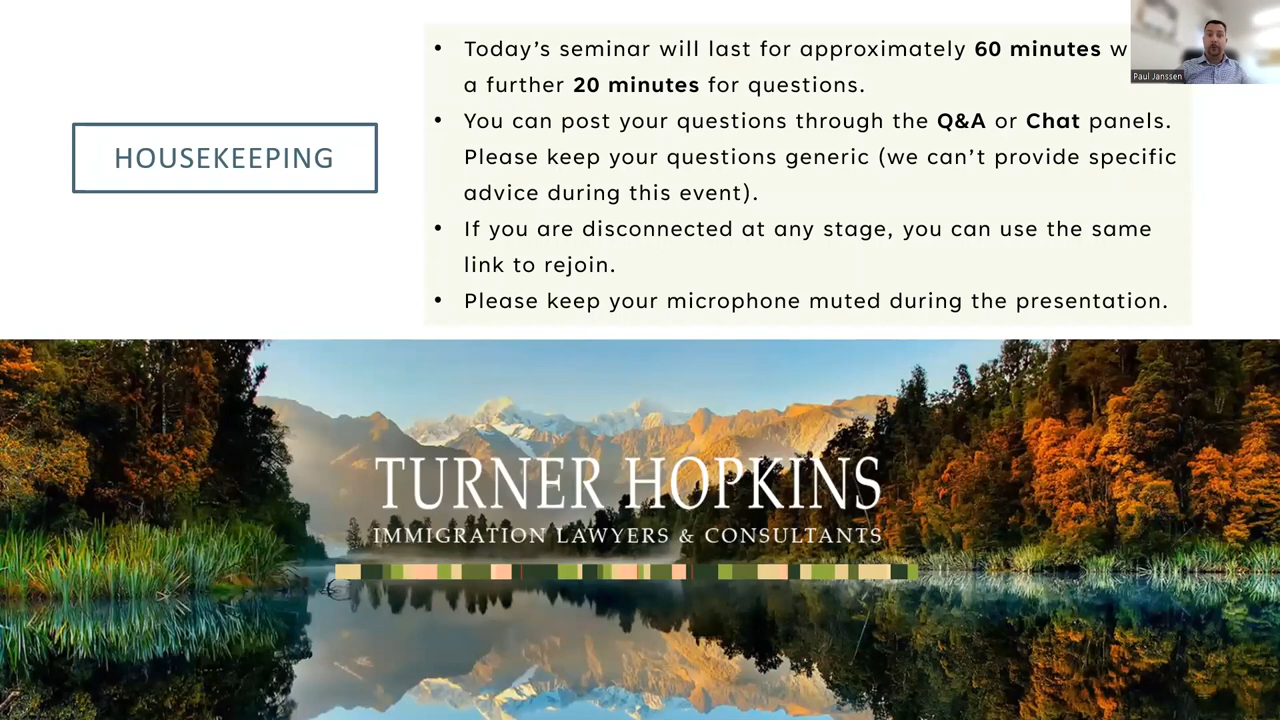 HOUSEKEEPING
• Today’s seminar will last for approximately 60 minutes
a further 20 minutes for questions.
• You can post your questions through the Q&A or Chat panels.
Please keep your questions generic (we can’t provide specific
advice during this event).
• If you are disconnected at any stage, you can use the same
link to rejoin.
• Please keep your microphone muted during the presentation.
Paul Janssen
TURNER HOPKINS
IMMIGRATION LAWYERS & CONSULTANTS